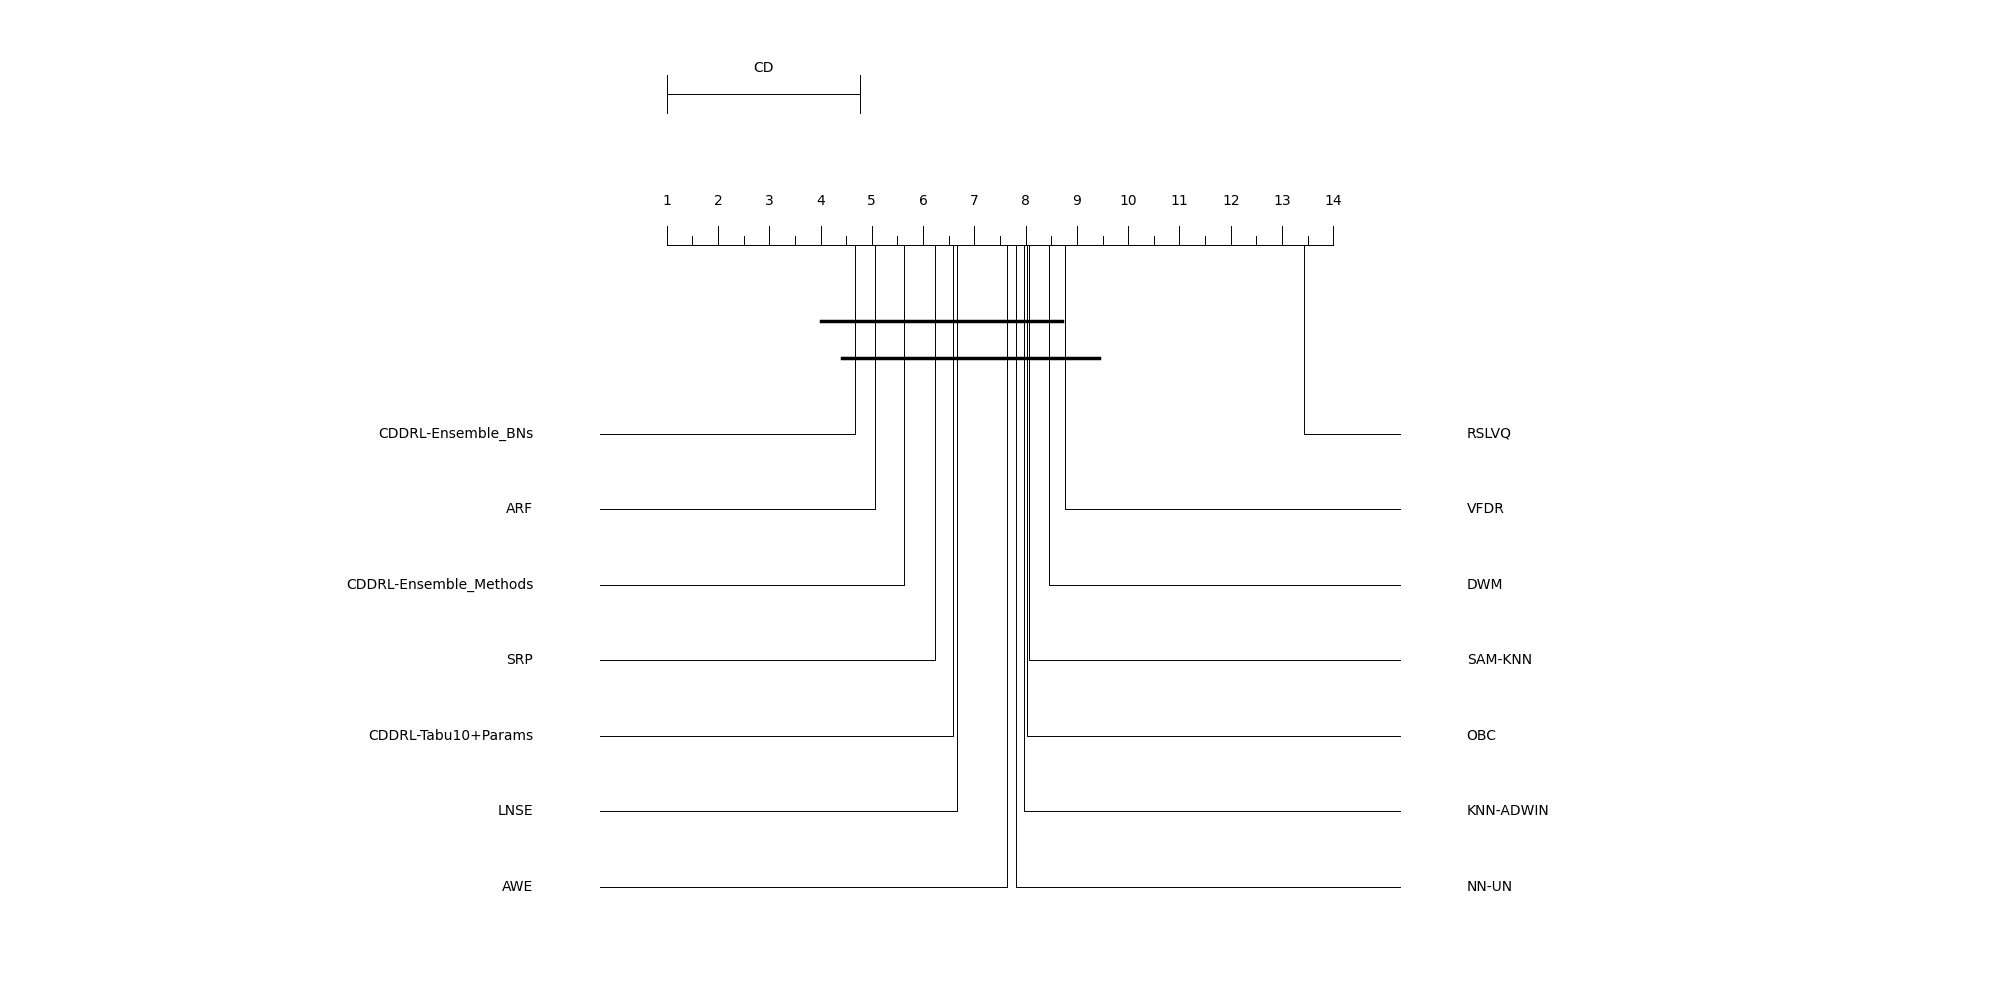 CD
1 2 3 4 5 6 7 8 9 10 11 12 13 14
CDDRL-Ensemble_BNs
RSLVQ
ARF
VFDR
CDDRL-Ensemble_Methods
DWM
SRP
SAM-KNN
CDDRL-Tabu10+Params
OBC
LNSE
KNN-ADWIN
AWE
NN-UN